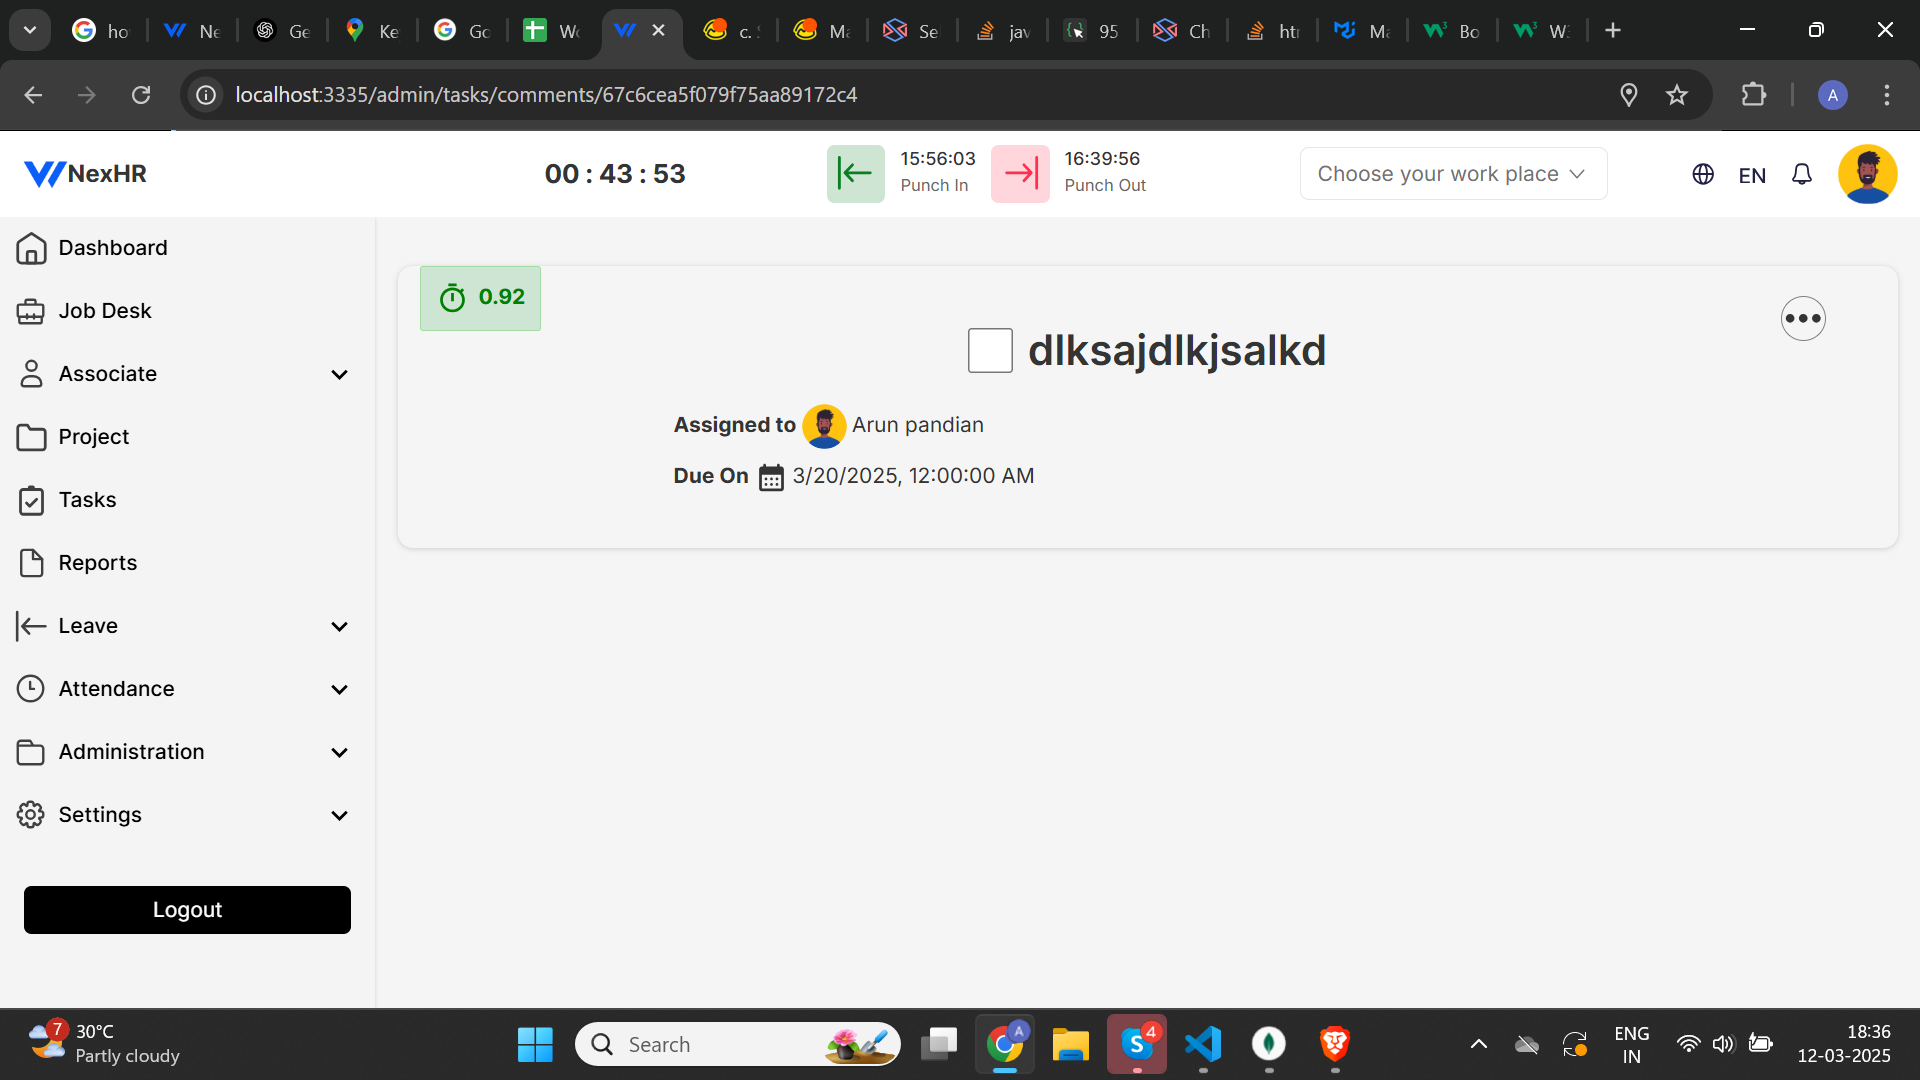 ho
Ne
Ge
Ke
Go
Wo
c. S
Ma
Se
jav
95
Ch
htr
Ma
Bo
W3
localhost:3335/admin/tasks/comments/67c6cea5f079f75aa89172c4
A
NexHR
00 : 43 : 53
15:56:03
Punch In
16:39:56
Punch Out
Choose your work place
EN
Dashboard
Job Desk
Associate
Project
Tasks
Reports
Leave
Attendance
Administration
Settings
Logout
0.92
dlksajdlkjsalkd
Assigned to Arun pandian
Due On 3/20/2025, 12:00:00 AM
7
30°C
Partly cloudy
Search
A
4
ENG
IN
18:36
12-03-2025